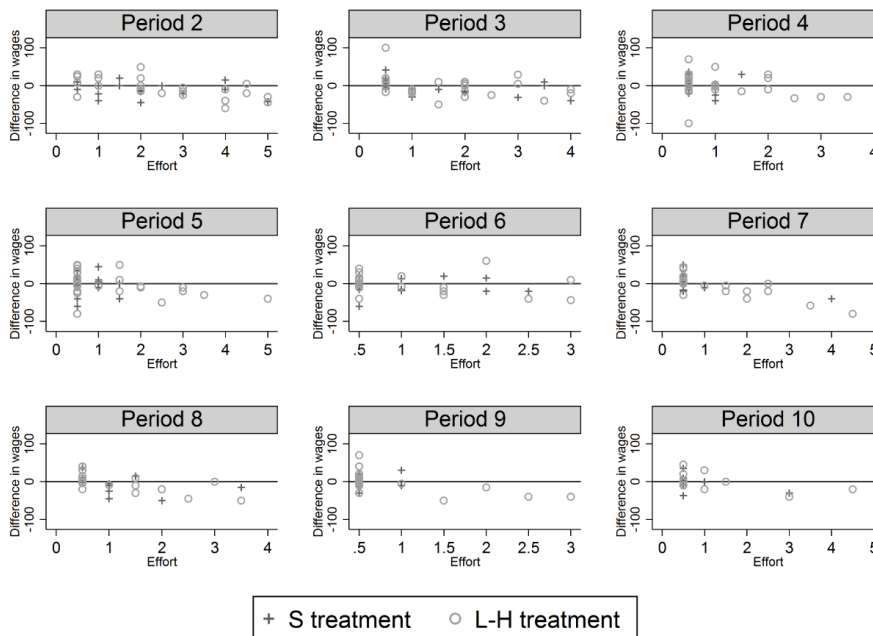 Period 2
Difference in wages
100
0
-100
0 1 2 3 4 5
Effort
Period 3
Difference in wages
100
0
-100
0 1 2 3 4
Effort
Period 4
Difference in wages
100
0
-100
0 1 2 3 4
Effort
Period 5
Difference in wages
100
0
-100
0 1 2 3 4 5
Effort
Period 6
Difference in wages
100
0
-100
.5 1 1.5 2 2.5 3
Effort
Period 7
Difference in wages
100
0
-100
0 1 2 3 4 5
Effort
Period 8
Difference in wages
100
0
-100
0 1 2 3 4
Effort
Period 9
Difference in wages
100
0
-100
.5 1 1.5 2 2.5 3
Effort
Period 10
Difference in wages
100
0
-100
0 1 2 3 4 5
Effort
+ S treatment ○ L-H treatment